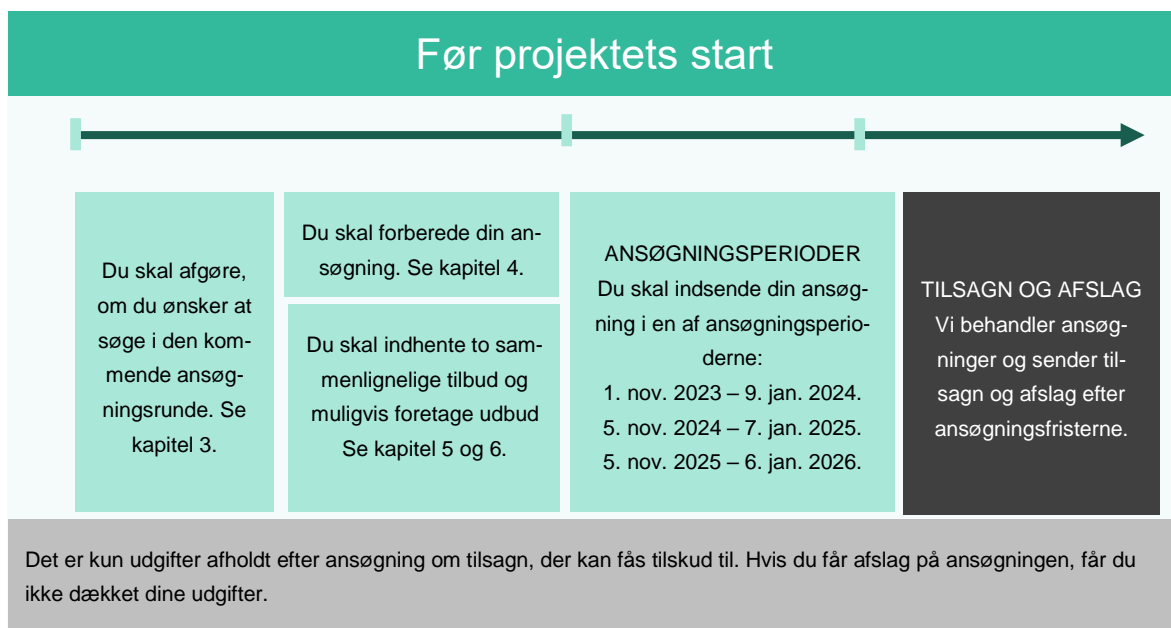 Før projektets start
Du skal afgøre,
om du ønsker at
søge i den kom-
mende ansøg-
ningsrunde. Se
kapitel 3.
Du skal forberede din an-
søgning. Se kapitel 4.
Du skal indhente to sam-
menlignelige tilbud og
muligvis foretage udbud
Se kapitel 5 og 6.
ANSØGNINGSPERIODER
Du skal indsende din ansøg-
ning i en af ansøgningsperio-
derne:
1. nov. 2023 – 9. jan. 2024.
5. nov. 2024 – 7. jan. 2025.
5. nov. 2025 – 6. jan. 2026.
TILSAGN OG AFSLAG
Vi behandler ansøg-
ninger og sender til-
sagn og afslag efter
ansøgningsfristerne.
Det er kun udgifter afholdt efter ansøgning om tilsagn, der kan fås tilskud til. Hvis du får afslag på ansøgningen, får du
ikke dækket dine udgifter.